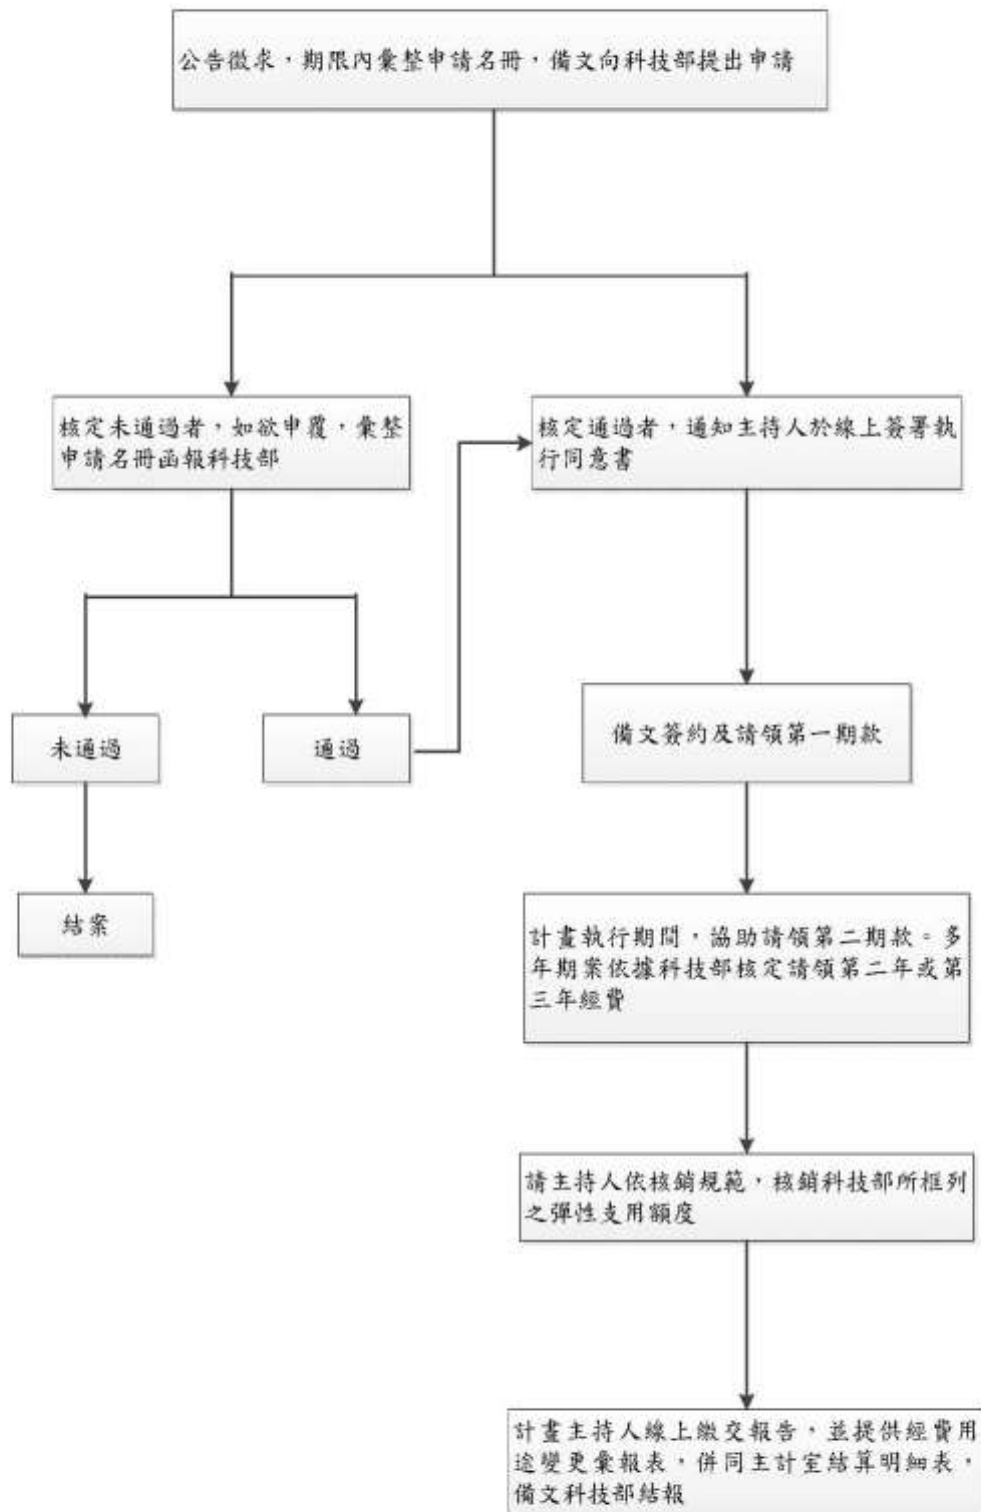 公告徵求，期限內彙整申請名冊，備文向科技部提出申請
核定未通過者，如欲申覆，彙整
申請名冊函報科技部
核定通過者，通知主持人於線上簽署執
行同意書
未通過
通過
備文簽約及請領第一期款
結案
計畫執行期間，協助請領第二期款。多
年期案依據科技部核定請領第二年或第
三年經費
請主持人依核銷規範，核銷科技部所框列
之彈性支用額度
計畫主持人線上繳交報告，並提供經費用
途變更彙報表，併同主計室結算明細表，
備文科技部結報